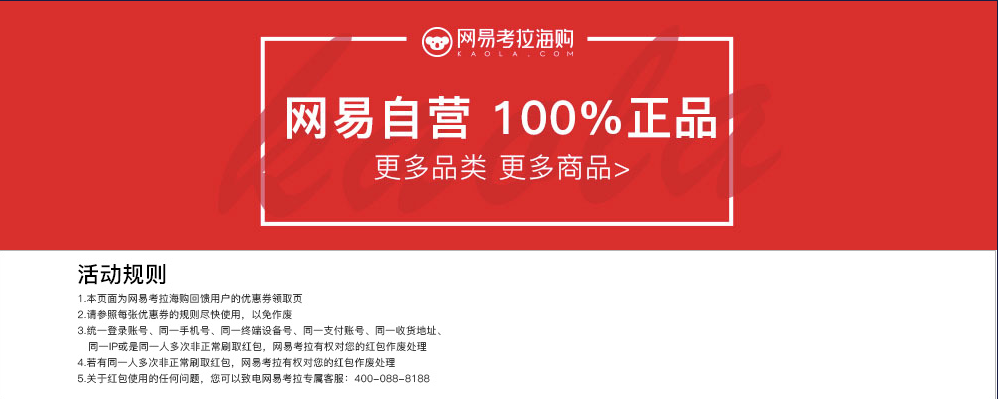 网易考拉海购
KAOLA.COM
kaola
网易自营 100%正品
更多品类 更多商品>
活动规则
1.本页面为网易考拉海购回馈用户的优惠券领取页
2.请参照每张优惠券的规则尽快使用，以免作废
3.统一登录账号、同一手机号、同一终端设备号、同一支付账号、同一收货地址、
同一IP或是同一人多次非正常刷取红包，网易考拉有权对您的红包作废处理
4.若有同一人多次非正常刷取红包，网易考拉有权对您的红包作废处理
5.关于红包使用的任何问题，您可以致电网易考拉专属客服：400-088-8188